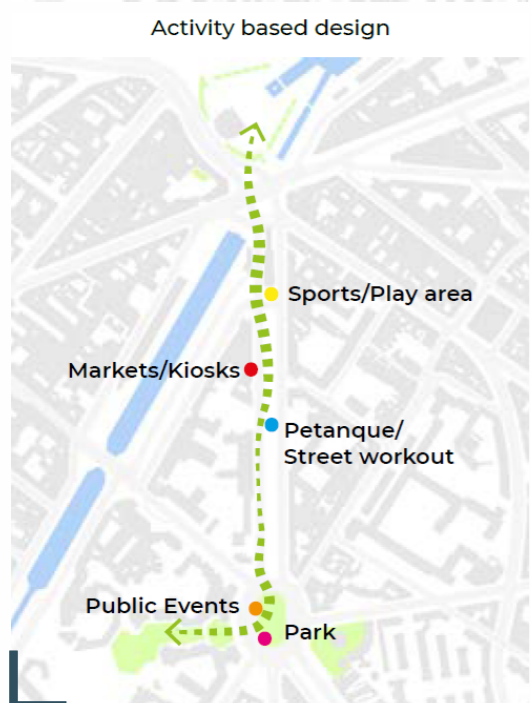 Activity based design
Sports/Play area
Markets/Kiosks
Petanque/
Street workout
Public Events
Park